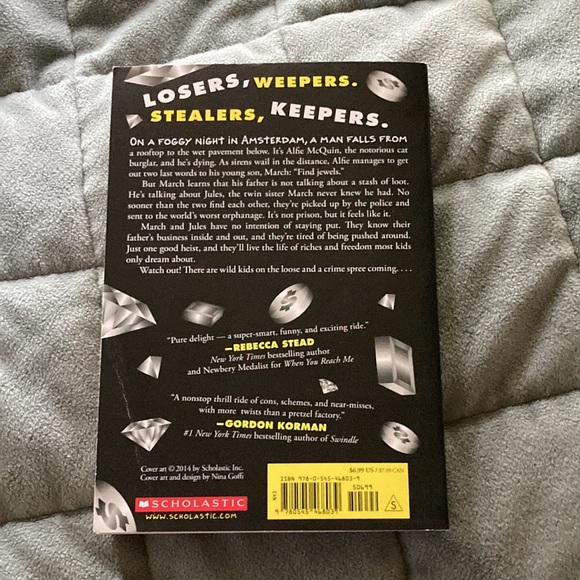 LOSERS, WEEPERS.
STEALERS, KEEPERS.
ON A FOGGY NIGHT IN AMSTERDAM, A MAN FALLS FROM
a rooftop to the wet pavement below. It's Alfie McQuin, the notorious cat
burglar, and he's dying. As sirens wail in the distance, Alfie manages to get
out two last words to his young son, March: "Find jewels."
But March learns that his father is not talking about a stash of loot.
He's talking about Jules, the twin sister March never knew he had. No
sooner than the two find each other, they're picked up by the police and
sent to the world's worst orphanage. It's not prison, but it feels like it.
March and Jules have no intention of staying put. They know their
father's business inside and out, and they're tired of being pushed around.
Just one good heist, and they'll live the life of riches and freedom most kids
only dream about.
Watch out! There are wild kids on the loose and a crime spree coming. . . .
"Pure delight — a super-smart, funny, and exciting ride."
—REBECCA STEAD
New York Times bestselling author
and Newbery Medalist for When You Reach Me
"A nonstop thrill ride of cons, schemes, and near-misses,
with more twists than a pretzel factory."
—GORDON KORMAN
#1 New York Times bestselling author of Swindle
Cover art © 2014 by Scholastic Inc.
Cover art and design by Nina Goffi
SCHOLASTIC
WWW.SCHOLASTIC.COM
$6.99 US / $7.99 CAN
ISBN 978-0-545-46803-9
50699
EAN
9 780545 468039
S